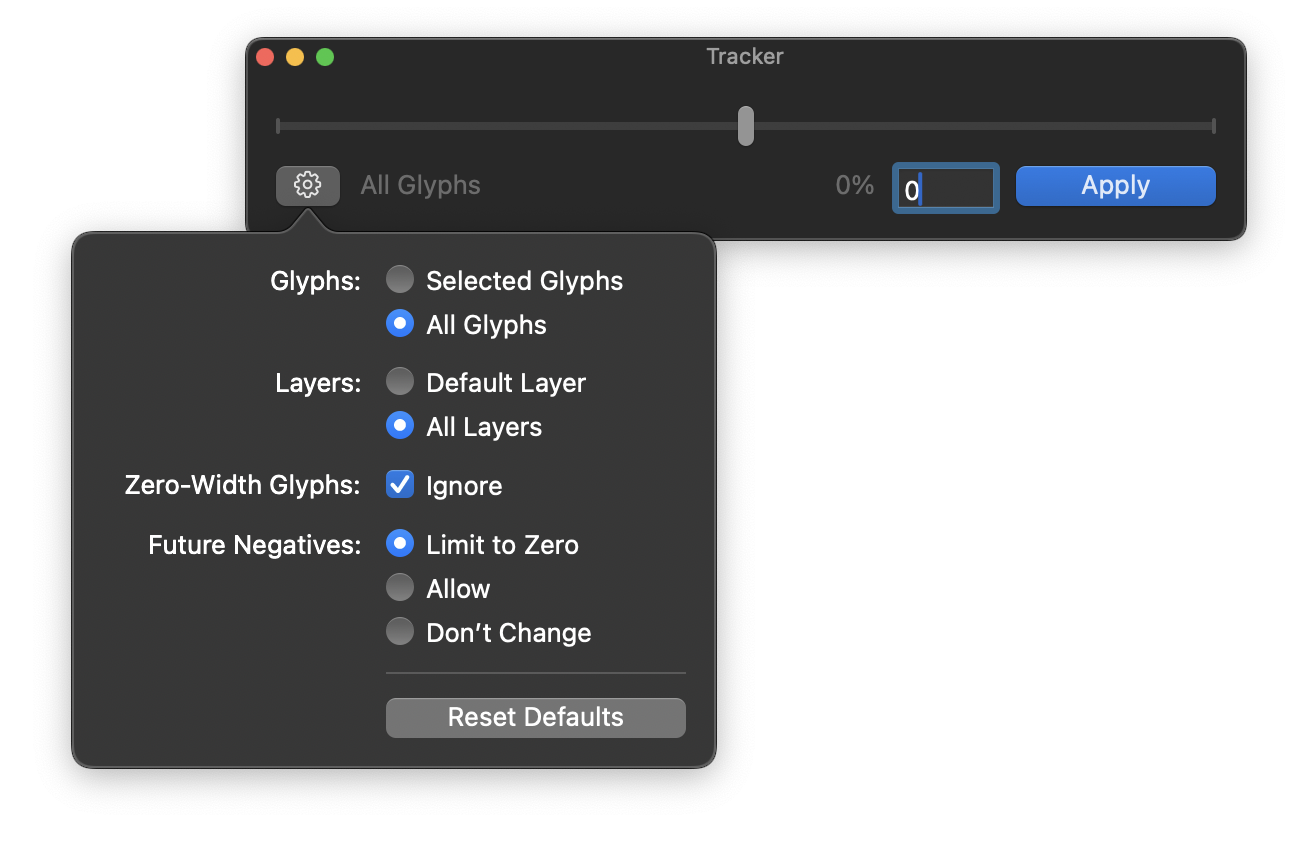 Tracker
All Glyphs 0% 0 Apply
Glyphs: Selected Glyphs
All Glyphs
Layers: Default Layer
All Layers
Zero-Width Glyphs: Ignore
Future Negatives: Limit to Zero
Allow
Don’t Change
Reset Defaults